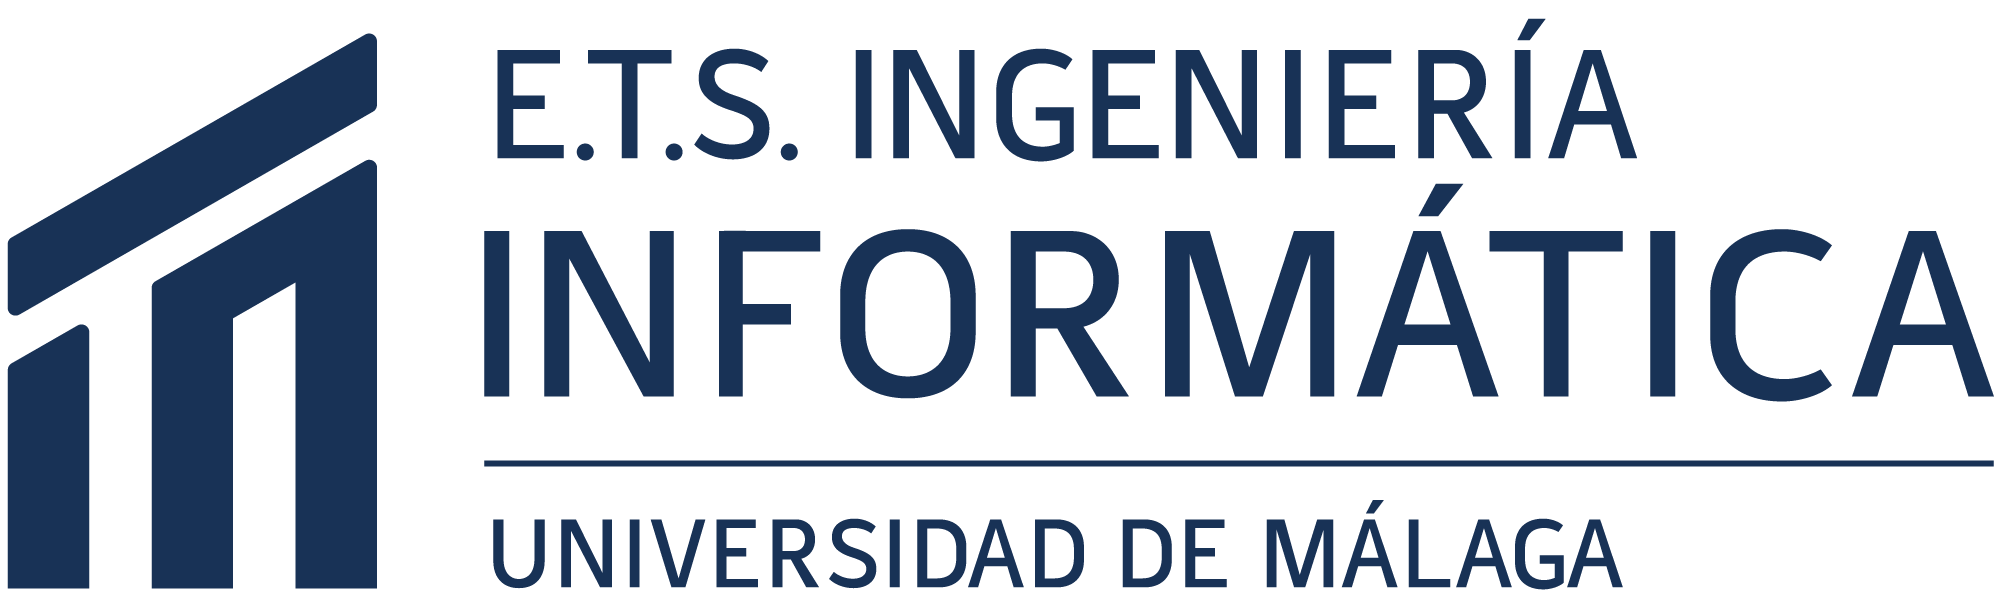 E.T.S. INGENIERÍA
INFORMÁTICA
UNIVERSIDAD DE MÁLAGA